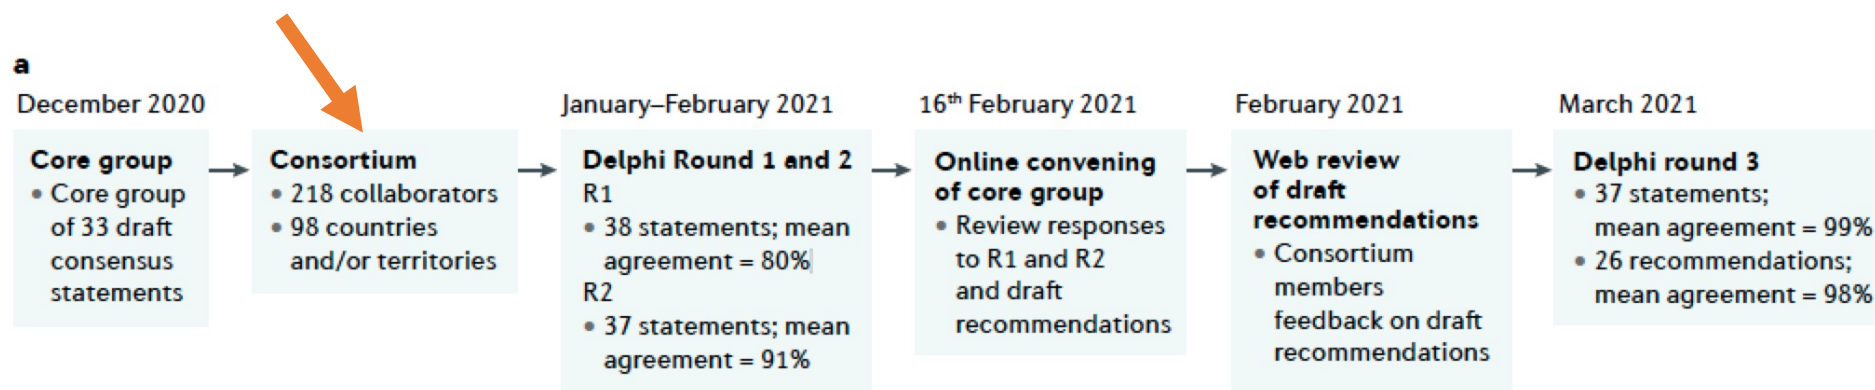 a
December 2020
Core group
• Core group
of 33 draft
consensus
statements
Consortium
• 218 collaborators
• 98 countries
and/or territories
January–February 2021
Delphi Round 1 and 2
R1
• 38 statements; mean
agreement = 80%
R2
• 37 statements; mean
agreement = 91%
16th February 2021
Online convening
of core group
• Review responses
to R1 and R2
and draft
recommendations
February 2021
Web review
of draft
recommendations
• Consortium
members
feedback on draft
recommendations
March 2021
Delphi round 3
• 37 statements;
mean agreement = 99%
• 26 recommendations;
mean agreement = 98%